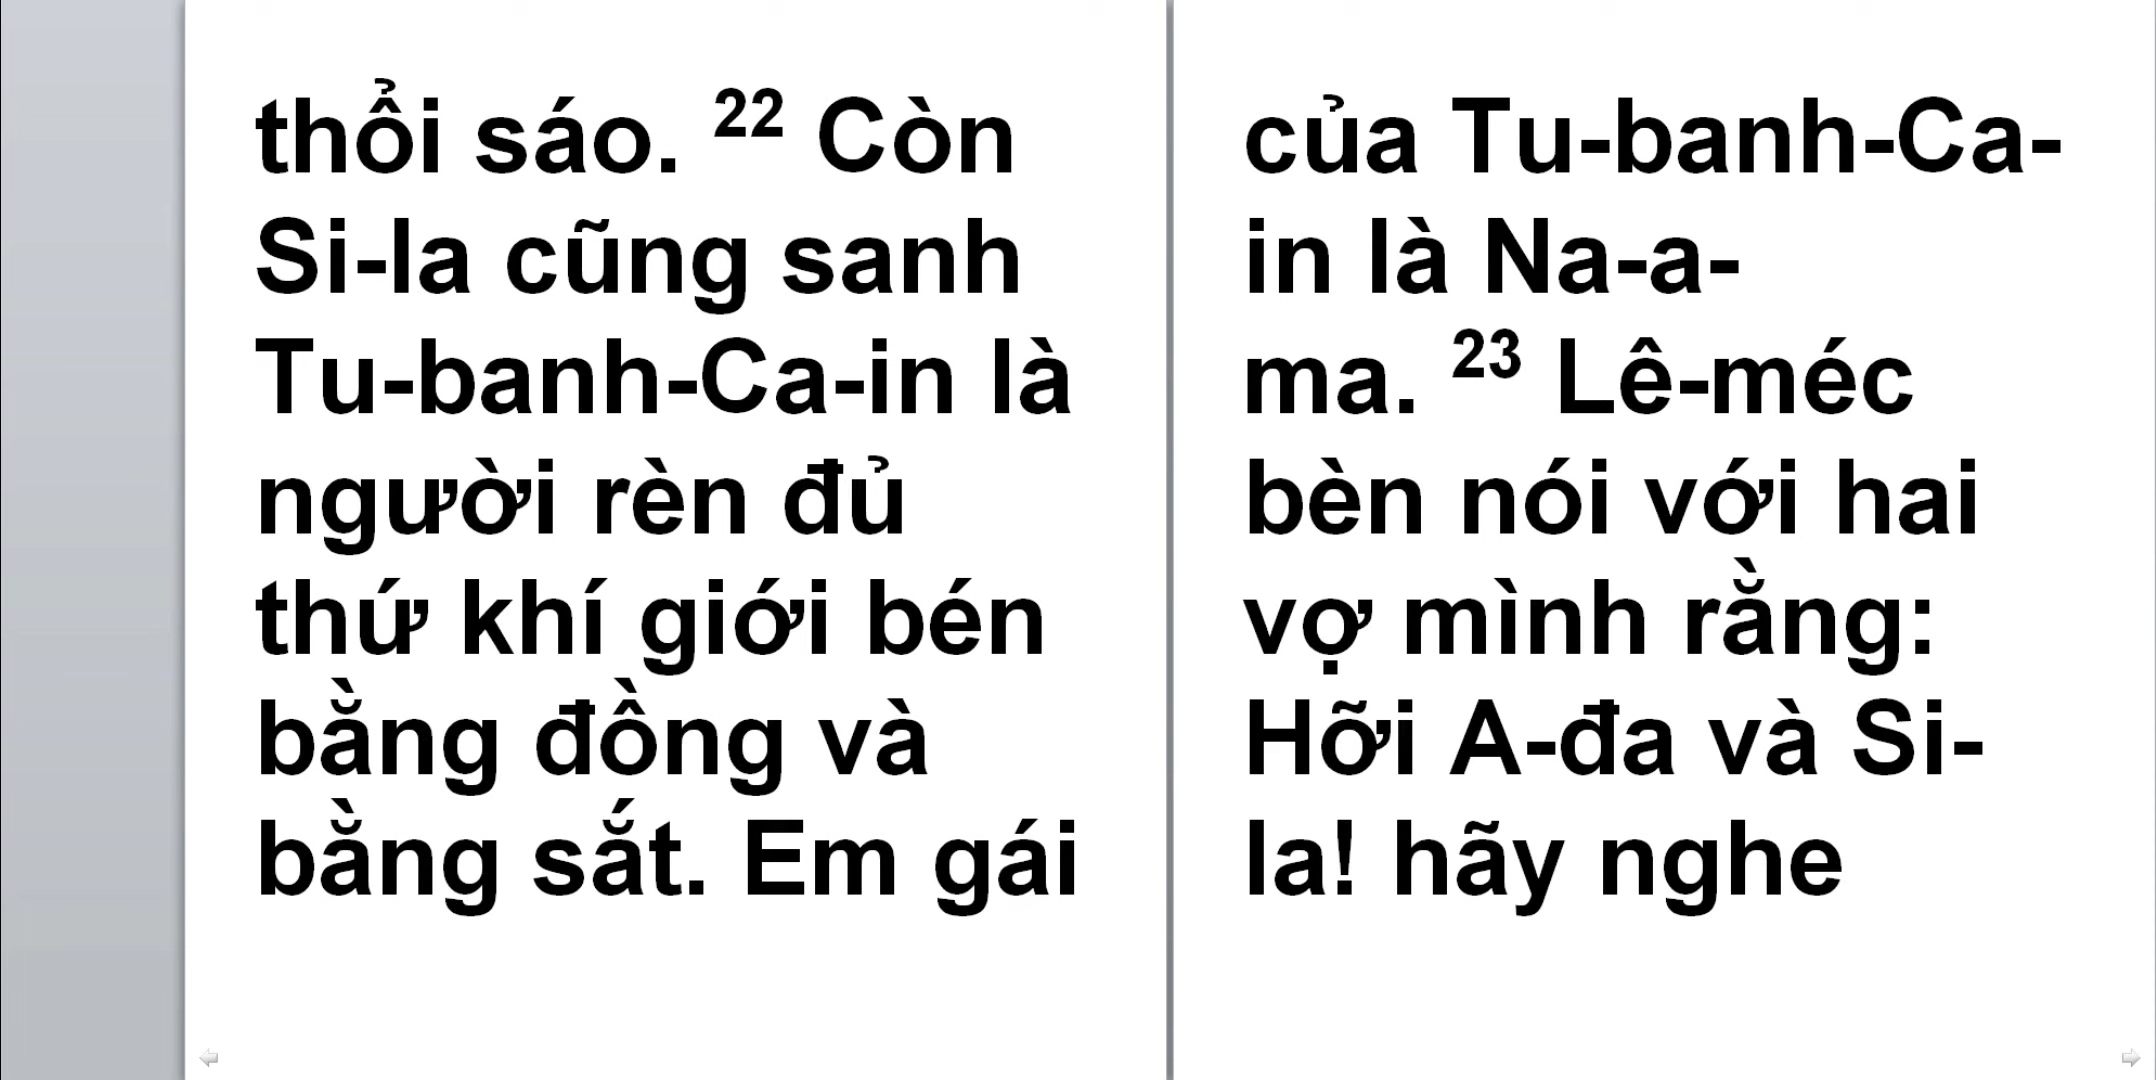 thổi sáo. 22 Còn
Si-la cũng sanh
Tu-banh-Ca-in là
người rèn đủ
thứ khí giới bén
bằng đồng và
bằng sắt. Em gái
của Tu-banh-Ca-
in là Na-a-
ma. 23 Lê-méc
bèn nói với hai
vợ mình rằng:
Hỡi A-đa và Si-
la! hãy nghe